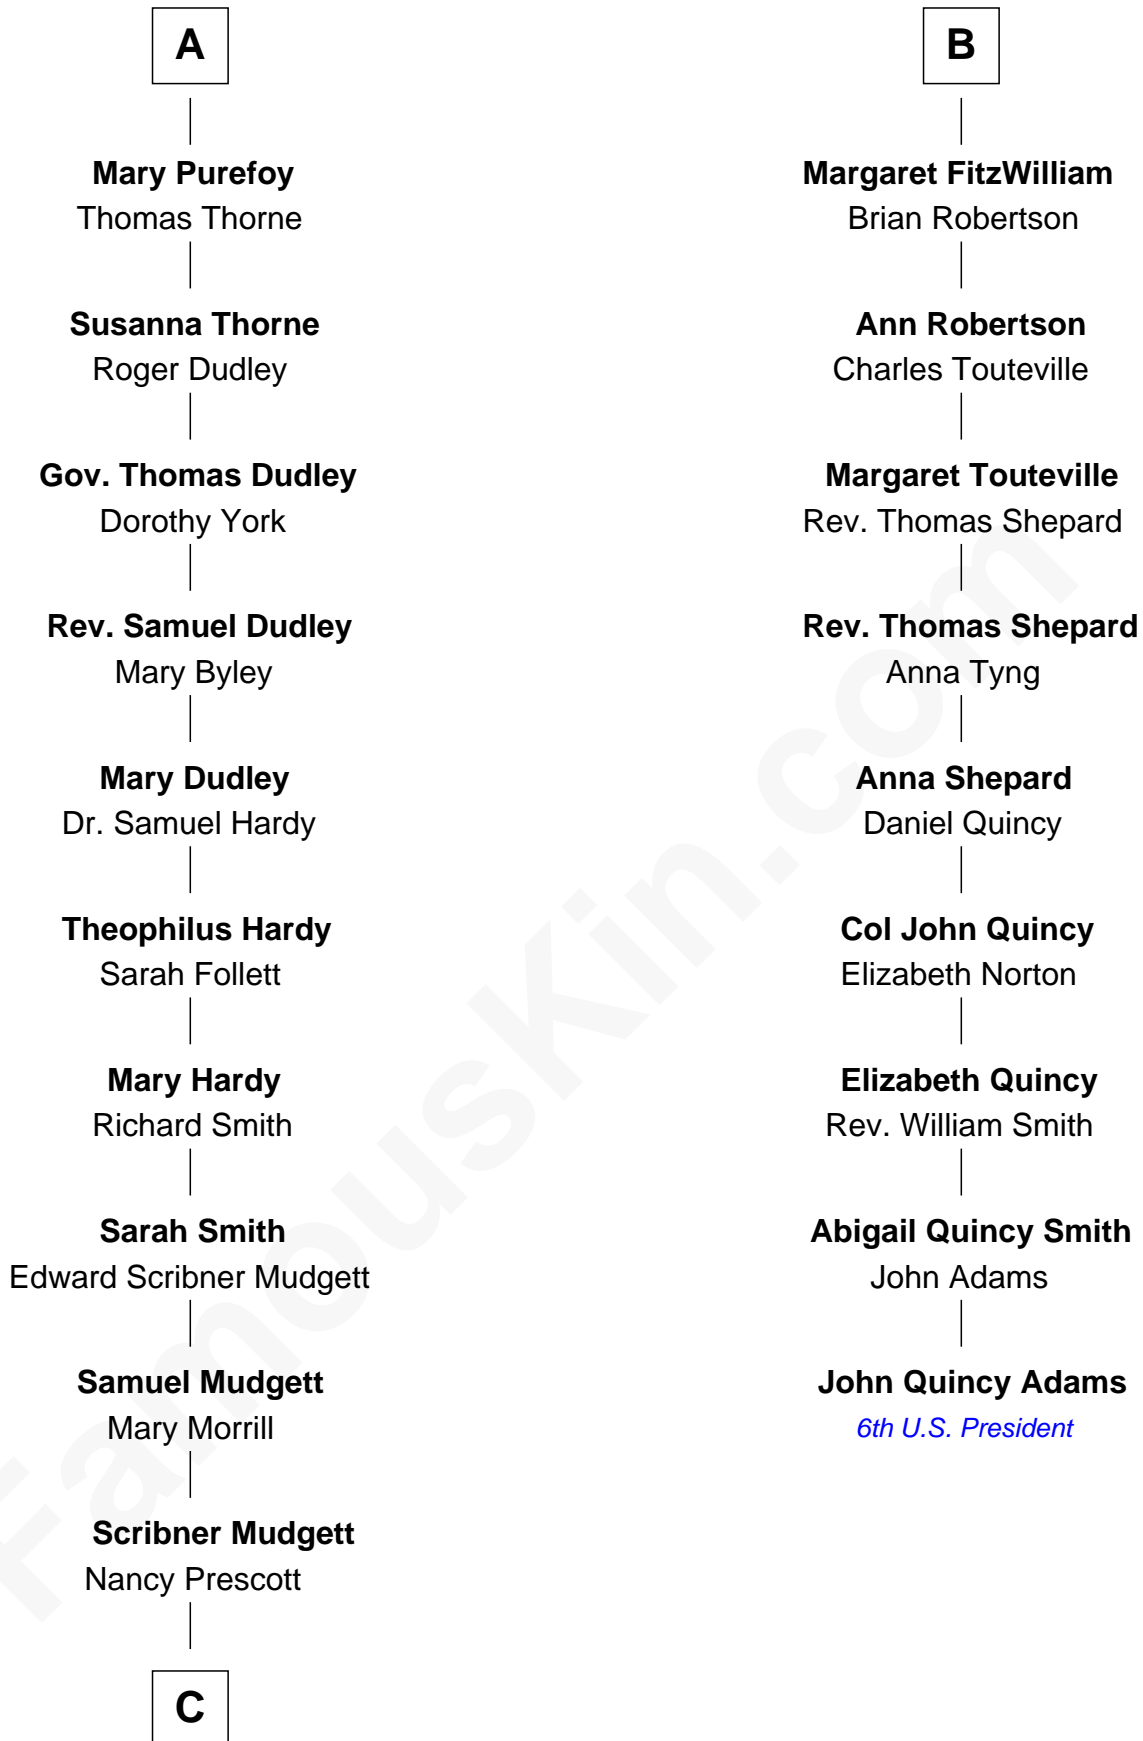 A
Mary Purefoy
Thomas Thorne
Susanna Thorne
Roger Dudley
Gov. Thomas Dudley
Dorothy York
Rev. Samuel Dudley
Mary Byley
Mary Dudley
Dr. Samuel Hardy
Theophilus Hardy
Sarah Follett
Mary Hardy
Richard Smith
Sarah Smith
Edward Scribner Mudgett
Samuel Mudgett
Mary Morrill
Scribner Mudgett
Nancy Prescott
C
B
Margaret FitzWilliam
Brian Robertson
Ann Robertson
Charles Touteville
Margaret Touteville
Rev. Thomas Shepard
Rev. Thomas Shepard
Anna Tyng
Anna Shepard
Daniel Quincy
Col John Quincy
Elizabeth Norton
Elizabeth Quincy
Rev. William Smith
Abigail Quincy Smith
John Adams
John Quincy Adams
6th U.S. President
FamousKin.com